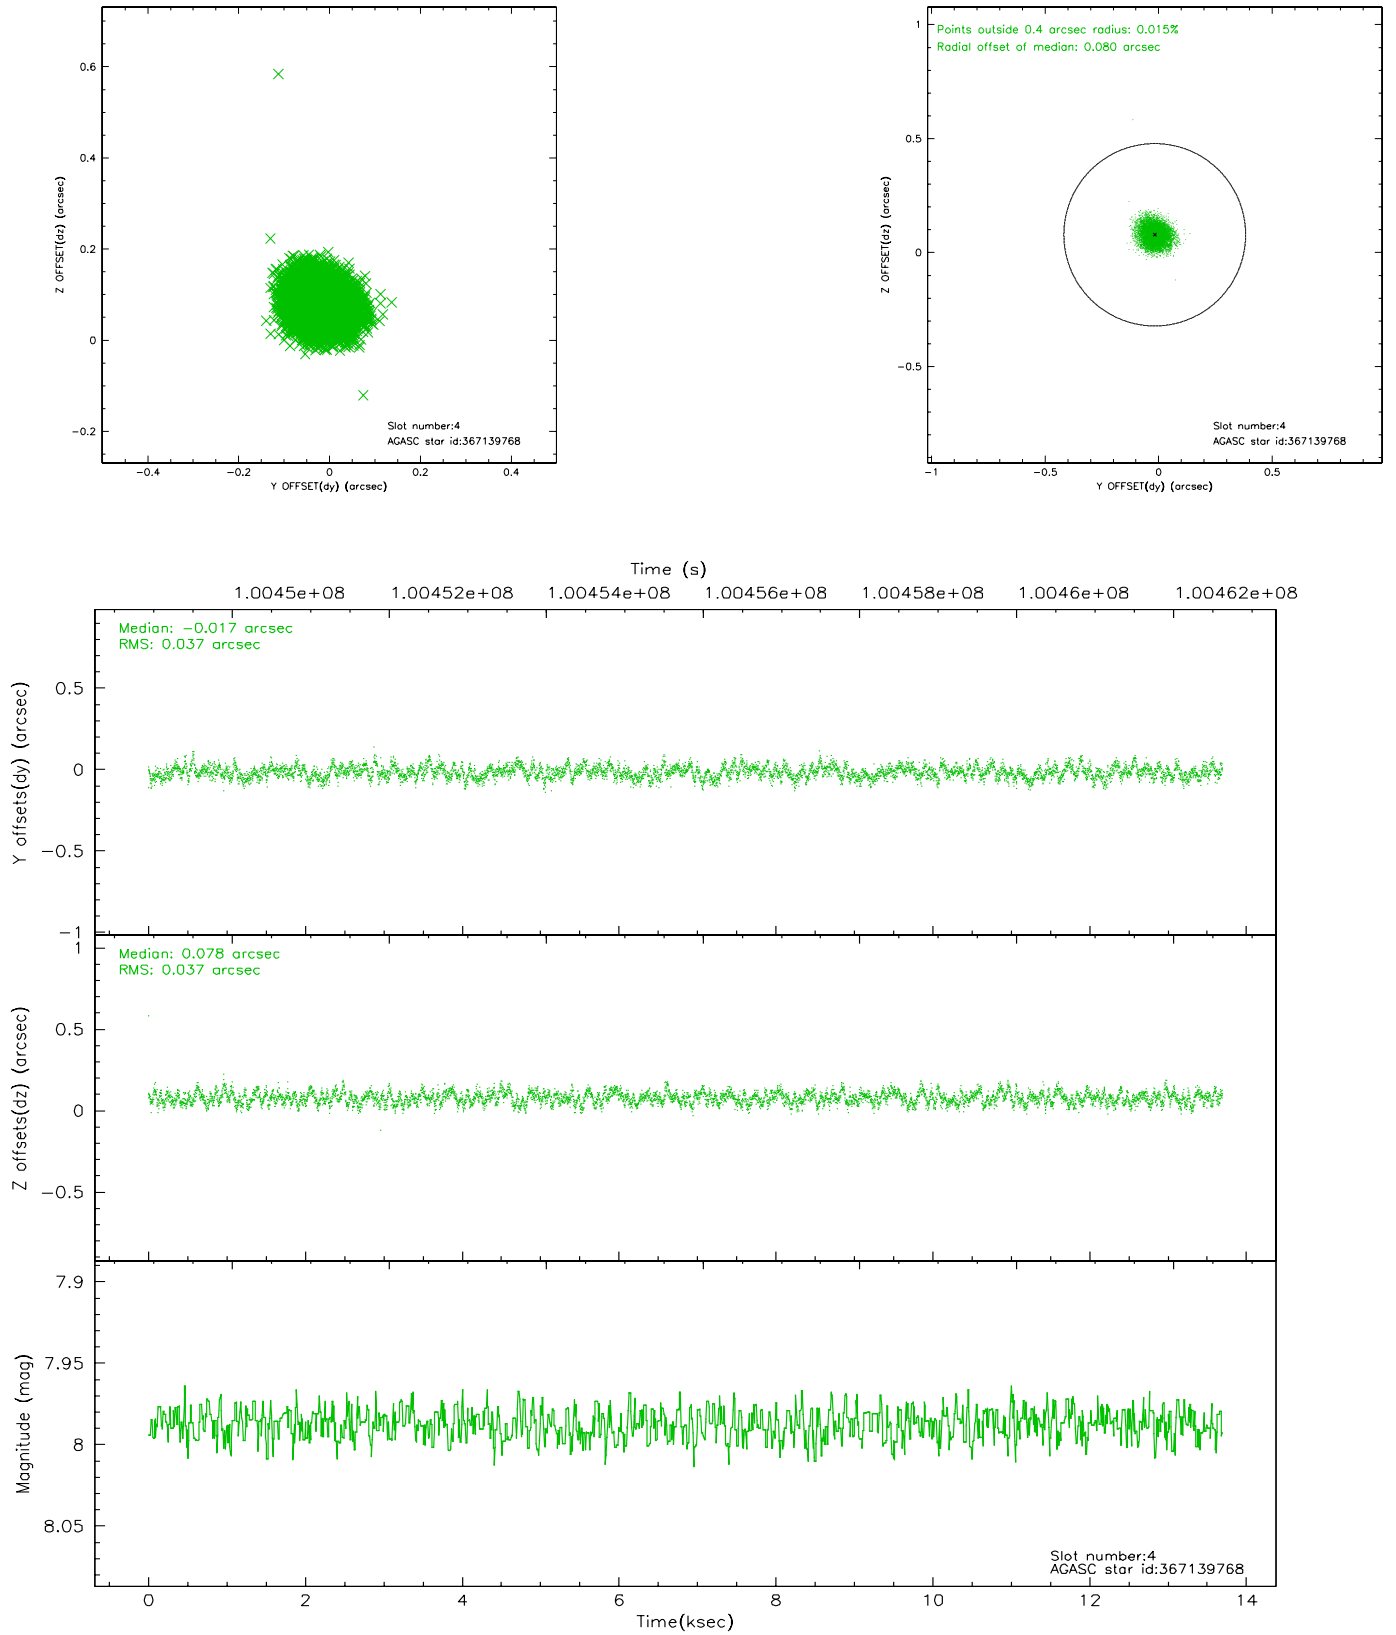 0.6
0.4
0.2
0
−0.2
Z OFFSET(dz) (arcsec)
−0.4
−0.2
0
0.2
0.4
Y OFFSET(dy) (arcsec)
Slot number:4
AGASC star id:367139768
Points outside 0.4 arcsec radius: 0.015%
Radial offset of median: 0.080 arcsec
1
0.5
0
−0.5
Z OFFSET(dz) (arcsec)
−1
−0.5
0
0.5
Y OFFSET(dy) (arcsec)
Slot number:4
AGASC star id:367139768
Time (s)
1.0045e+08
1.00452e+08
1.00454e+08
1.00456e+08
1.00458e+08
1.0046e+08
1.00462e+08
Median: −0.017 arcsec
RMS: 0.037 arcsec
0.5
0
−0.5
−1
Y offsets(dy) (arcsec)
Median: 0.078 arcsec
RMS: 0.037 arcsec
1
0.5
0
−0.5
Z offsets(dz) (arcsec)
7.9
7.95
8
8.05
Magnitude (mag)
Slot number:4
AGASC star id:367139768
0
2
4
6
8
10
12
14
Time(ksec)